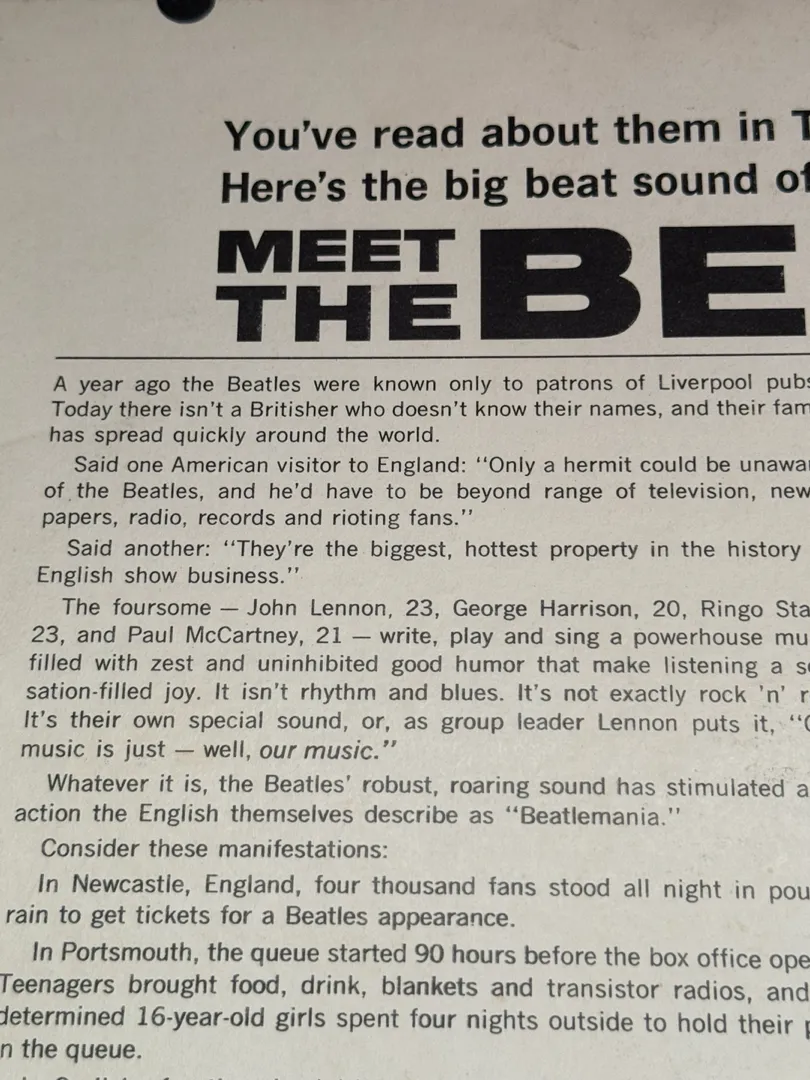 You've read about them in T
Here's the big beat sound of
MEET
THE BE
A year ago the Beatles were known only to patrons of Liverpool pubs
Today there isn't a Britisher who doesn't know their names, and their fam
has spread quickly around the world.
Said one American visitor to England: “Only a hermit could be unawa
of the Beatles, and he'd have to be beyond range of television, new
papers, radio, records and rioting fans.”
Said another: “They're the biggest, hottest property in the history
English show business.”
The foursome — John Lennon, 23, George Harrison, 20, Ringo Sta
23, and Paul McCartney, 21 — write, play and sing a powerhouse mu
filled with zest and uninhibited good humor that make listening a s
sation-filled joy. It isn't rhythm and blues. It's not exactly rock 'n' r
It's their own special sound, or, as group leader Lennon puts it, “O
music is just — well, our music.”
Whatever it is, the Beatles' robust, roaring sound has stimulated a
action the English themselves describe as “Beatlemania.”
Consider these manifestations:
In Newcastle, England, four thousand fans stood all night in pou
rain to get tickets for a Beatles appearance.
In Portsmouth, the queue started 90 hours before the box office ope
Teenagers brought food, drink, blankets and transistor radios, and
determined 16-year-old girls spent four nights outside to hold their p
n the queue.